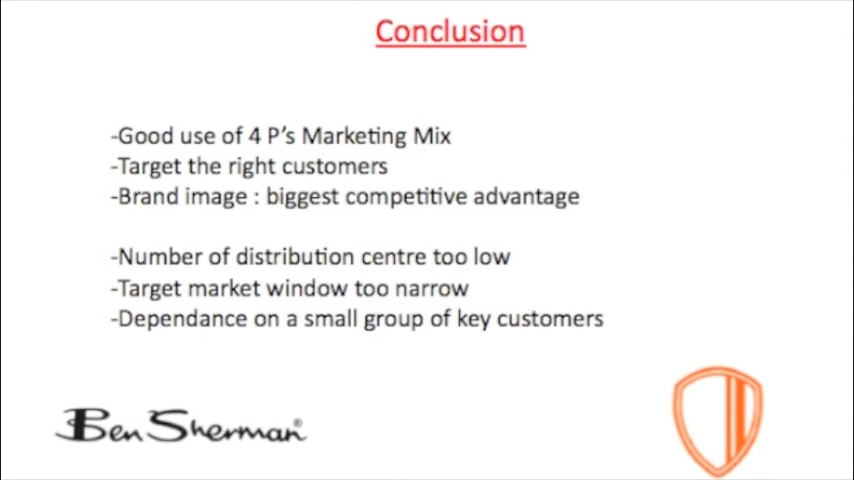 Conclusion
-Good use of 4 P's Marketing Mix
-Target the right customers
-Brand image : biggest competitive advantage
-Number of distribution centre too low
-Target market window too narrow
-Dependance on a small group of key customers
Ben Sherman®